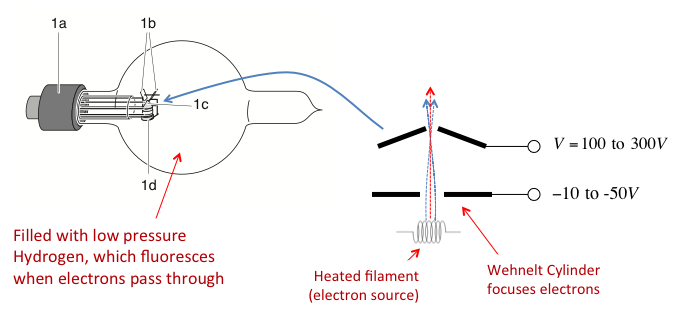 1a
1b
1c
1d
Filled with low pressure
Hydrogen, which fluoresces
when electrons pass through
V = 100 to 300V
–10 to -50V
Heated filament
(electron source)
Wehnelt Cylinder
focuses electrons